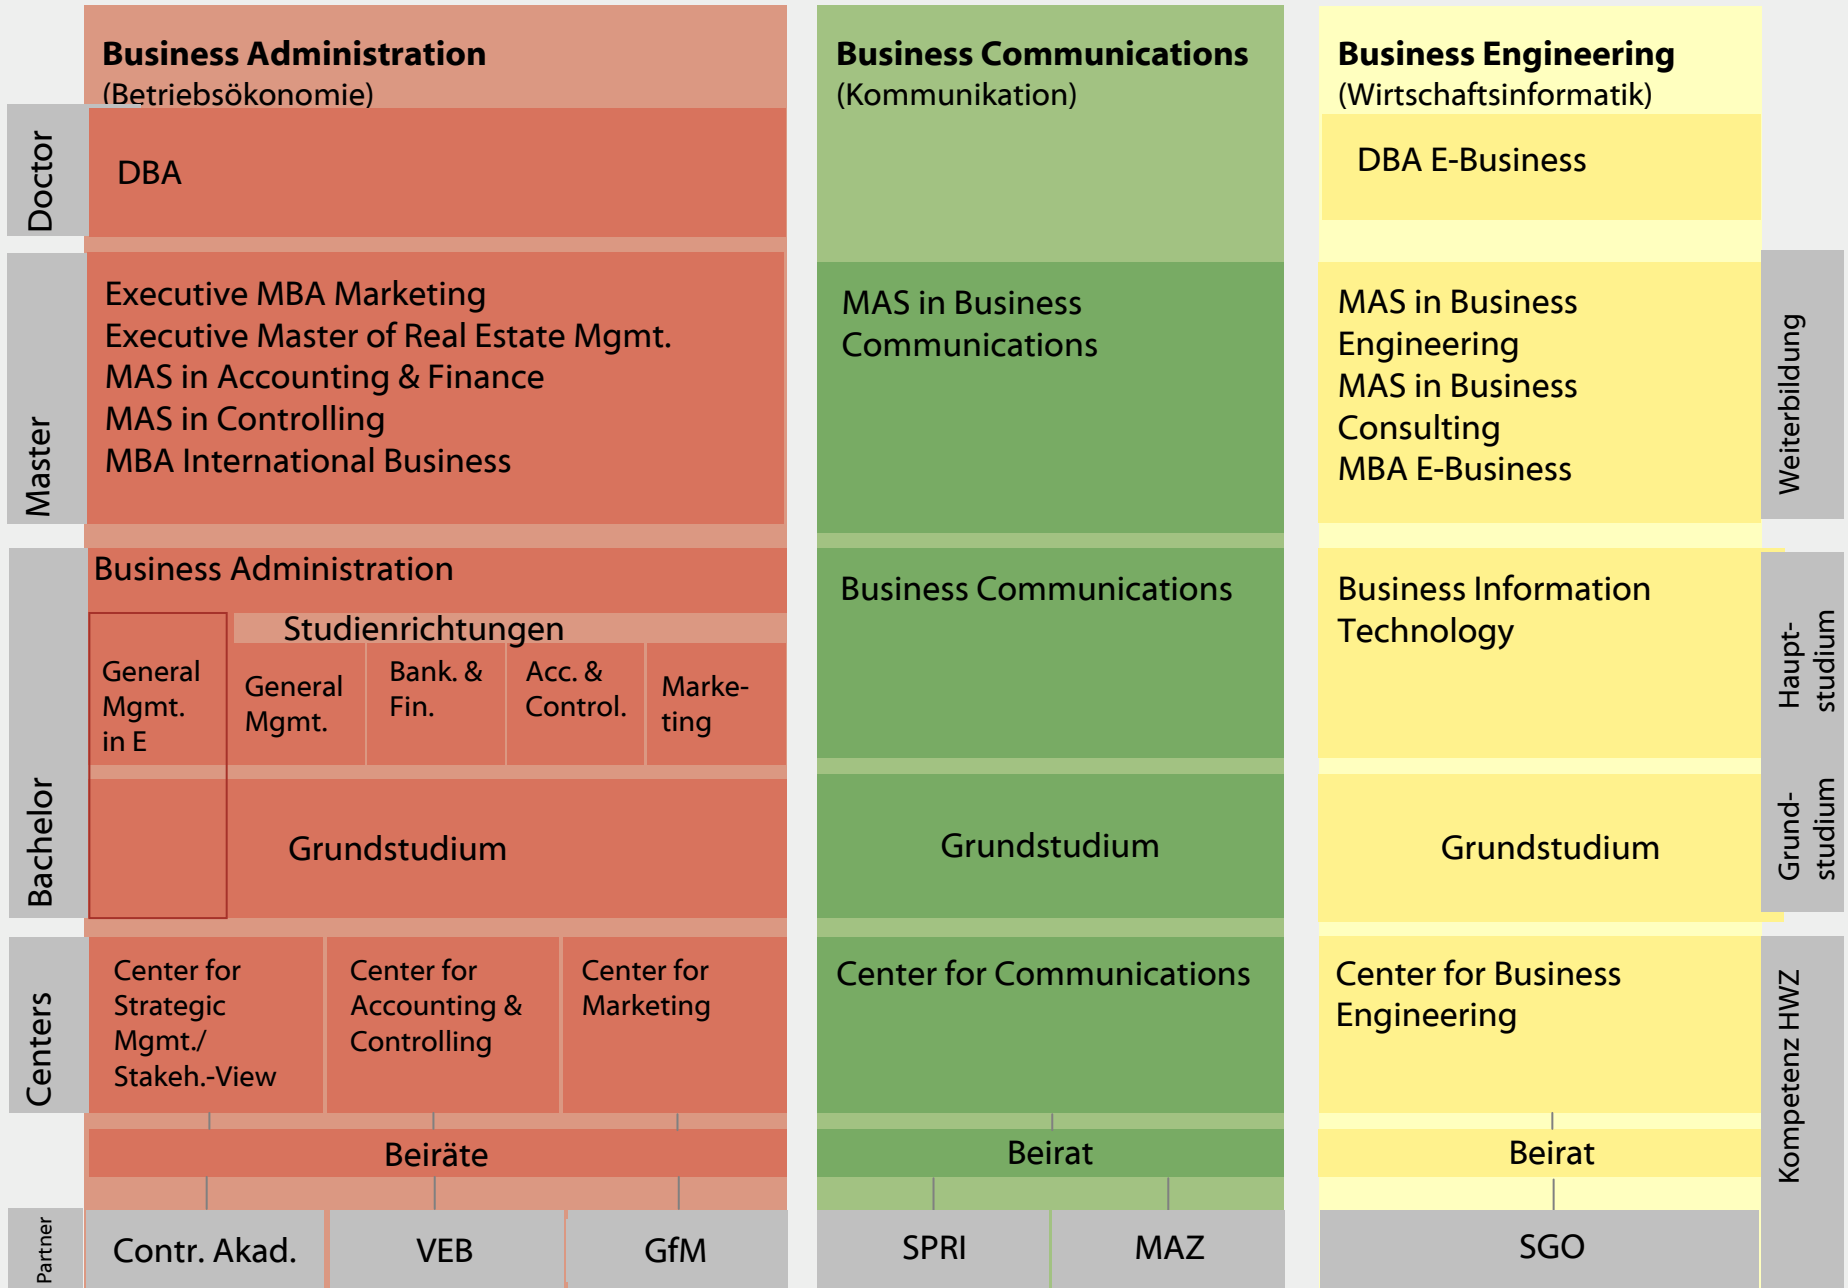 Business Administration
(Betriebsökonomie)
Business Communications
(Kommunikation)
Business Engineering
(Wirtschaftsinformatik)
Doctor
DBA
DBA E-Business
Master
Executive MBA Marketing
Executive Master of Real Estate Mgmt.
MAS in Accounting & Finance
MAS in Controlling
MBA International Business
MAS in Business
Communications
MAS in Business
Engineering
MAS in Business
Consulting
MBA E-Business
Weiterbildung
Bachelor
Business Administration
Studienrichtungen
General
Mgmt.
in E
General
Mgmt.
Bank. &
Fin.
Acc. &
Control.
Marke-
ting
Business Communications
Business Information
Technology
Haupt-
studium
Grundstudium
Grundstudium
Grundstudium
Grund-
studium
Centers
Center for
Strategic
Mgmt./
Stakeh.-View
Center for
Accounting &
Controlling
Center for
Marketing
Center for Communications
Center for Business
Engineering
Kompetenz HWZ
Beiräte
Beirat
Beirat
Partner
Contr. Akad.
VEB
GfM
SPRI
MAZ
SGO